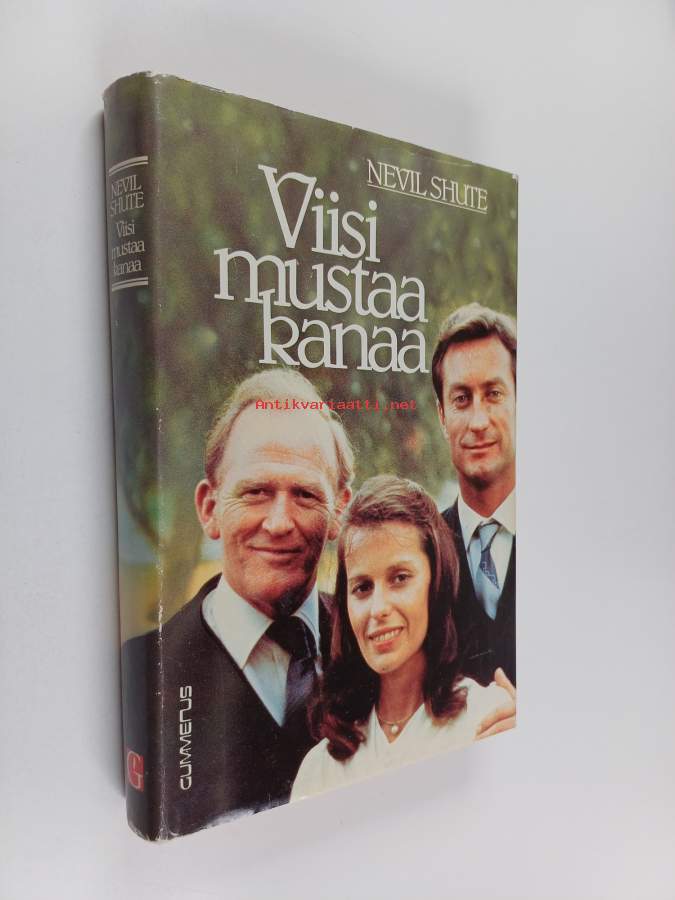 NEVIL SHUTE
Viisi
mustaa
kanaa
Antikvariaatti.net
GUMMERUS
NEVIL
SHUTE
Viisi
mustaa
kanaa
G